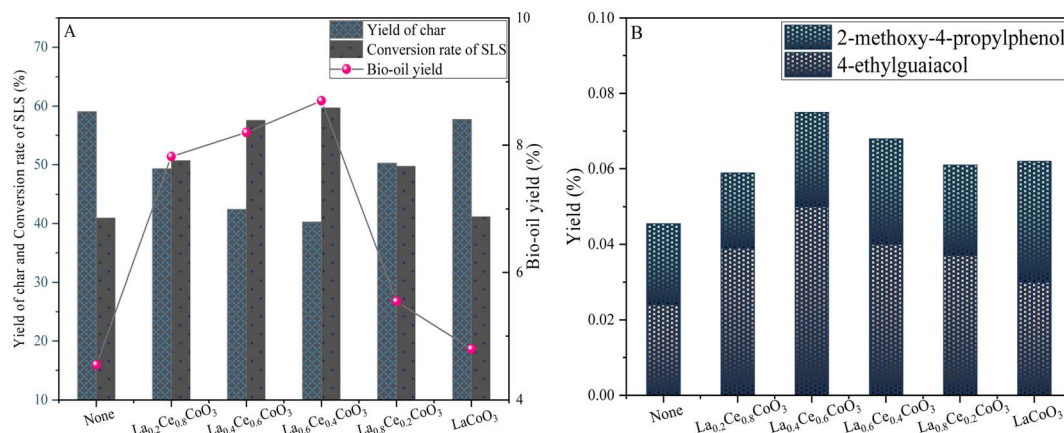 A
Yield of char
Conversion rate of SLS
Bio-oil yield
Yield of char and Conversion rate of SLS (%)
70
60
50
40
30
20
10
10
8
6
4
Bio-oil yield (%)
None
La₀.₂Ce₀.₈CoO₃
La₀.₄Ce₀.₆CoO₃
La₀.₆Ce₀.₄CoO₃
La₀.₈Ce₀.₂CoO₃
LaCoO₃
B
2-methoxy-4-propylphenol
4-ethylguaiacol
Yield (%)
0.10
0.08
0.06
0.04
0.02
0.00
None
La₀.₂Ce₀.₈CoO₃
La₀.₄Ce₀.₆CoO₃
La₀.₆Ce₀.₄CoO₃
La₀.₈Ce₀.₂CoO₃
LaCoO₃